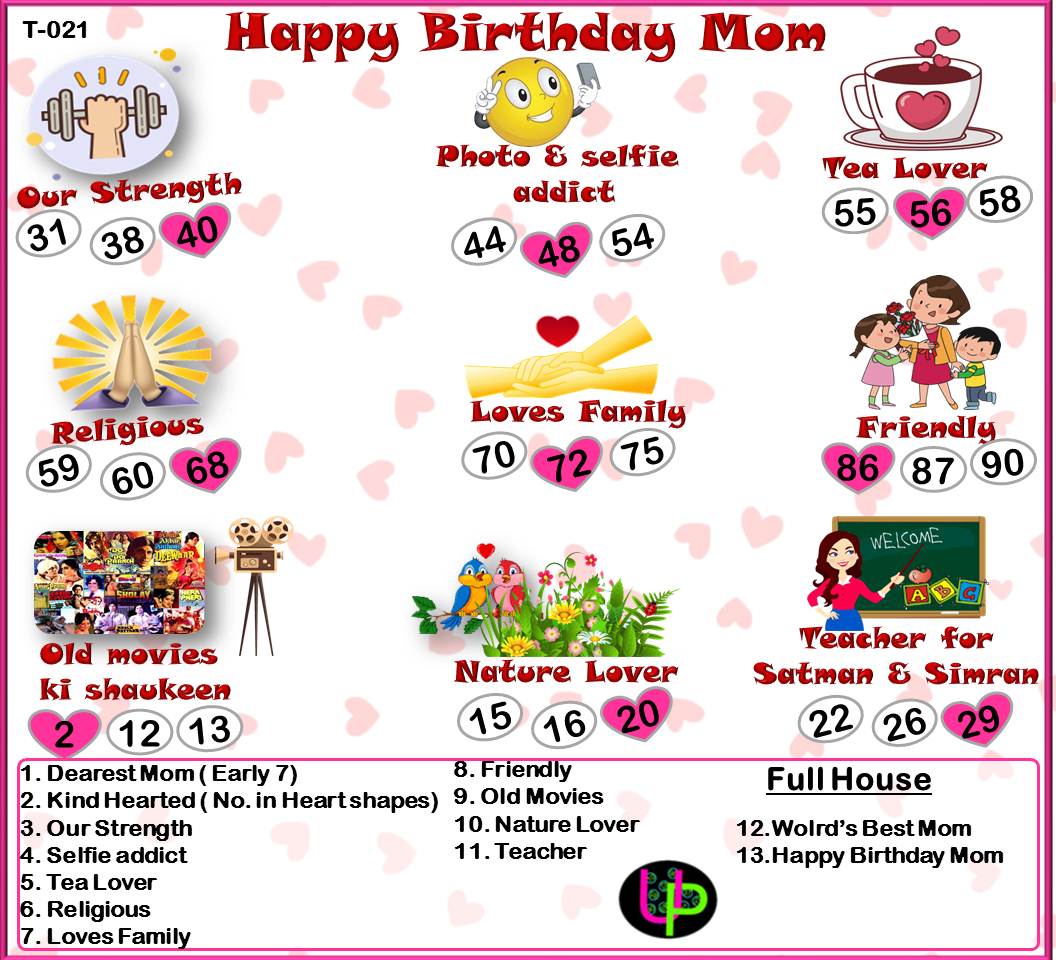 T-021
Happy Birthday Mom
Our Strength
31 38 40
Photo & selfie
addict
44 48 54
Tea Lover
55 56 58
Religious
59 60 68
Loves Family
70 72 75
Friendly
86 87 90
SHOLAY
DEEWAAR
Old movies
ki shaukeen
2 12 13
Nature Lover
15 16 20
WELCOME
A B C
Teacher for
Satman & Simran
22 26 29
1. Dearest Mom ( Early 7)
2. Kind Hearted ( No. in Heart shapes)
3. Our Strength
4. Selfie addict
5. Tea Lover
6. Religious
7. Loves Family
8. Friendly
9. Old Movies
10. Nature Lover
11. Teacher
Full House
12.Wolrd's Best Mom
13.Happy Birthday Mom
UP